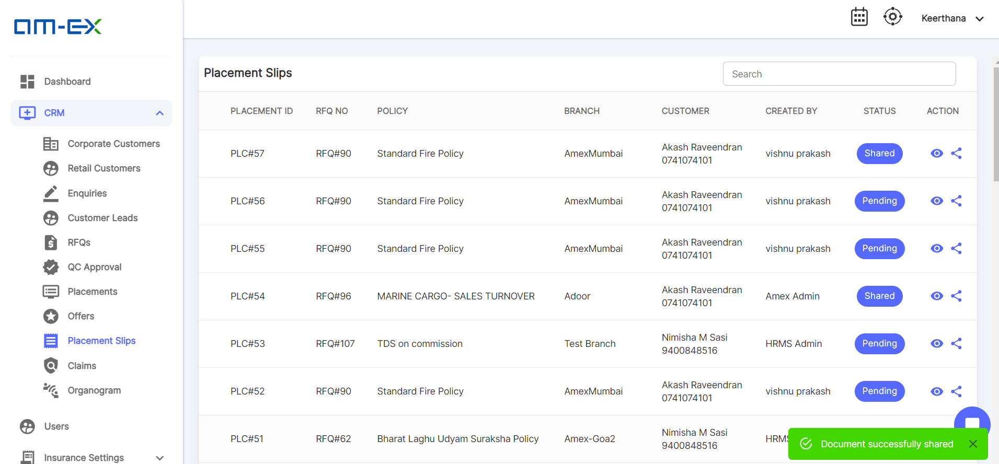 am-ex
Keerthana
Dashboard
CRM
Corporate Customers
Retail Customers
Enquiries
Customer Leads
RFQs
QC Approval
Placements
Offers
Placement Slips
Claims
Organogram
Users
Insurance Settings
Placement Slips
Search
PLACEMENT ID RFQ NO POLICY BRANCH CUSTOMER CREATED BY STATUS ACTION
PLC#57 RFQ#90 Standard Fire Policy AmexMumbai Akash Raveendran vishnu prakash Shared
0741074101
PLC#56 RFQ#90 Standard Fire Policy AmexMumbai Akash Raveendran vishnu prakash Pending
0741074101
PLC#55 RFQ#90 Standard Fire Policy AmexMumbai Akash Raveendran vishnu prakash Pending
0741074101
PLC#54 RFQ#96 MARINE CARGO- SALES TURNOVER Adoor Akash Raveendran Amex Admin Shared
0741074101
PLC#53 RFQ#107 TDS on commission Test Branch Nimisha M Sasi HRMS Admin Pending
9400848516
PLC#52 RFQ#90 Standard Fire Policy AmexMumbai Akash Raveendran vishnu prakash Pending
0741074101
PLC#51 RFQ#62 Bharat Laghu Udyam Suraksha Policy Amex-Goa2 Nimisha M Sasi
9400848516
Document successfully shared